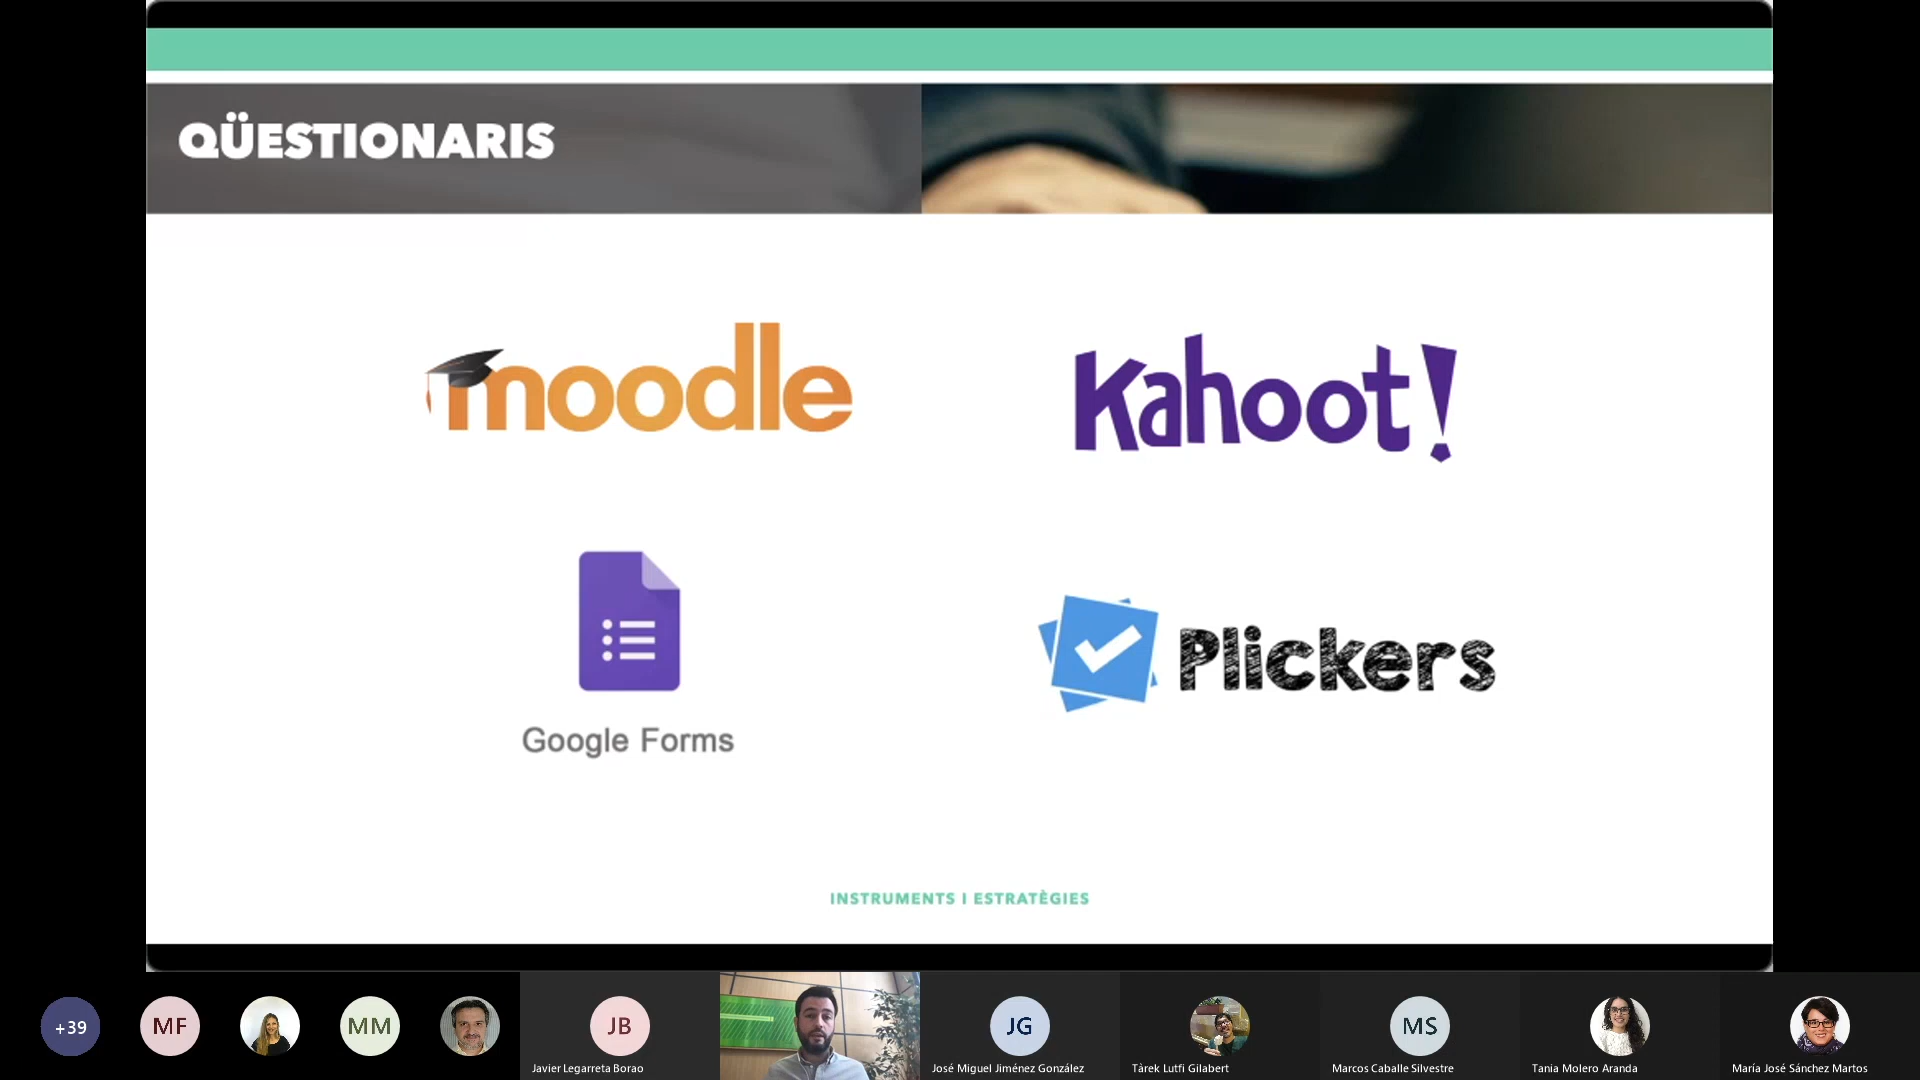 QÜESTIONARIS
moodle
Kahoot!
Google Forms
Plickers
INSTRUMENTS I ESTRATÈGIES
+39
MF
MM
JB
JG
MS
Javier Legarreta Borao
José Miguel Jiménez González
Tàrek Lutfi Gilabert
Marcos Caballe Silvestre
Tania Molero Aranda
María José Sánchez Martos